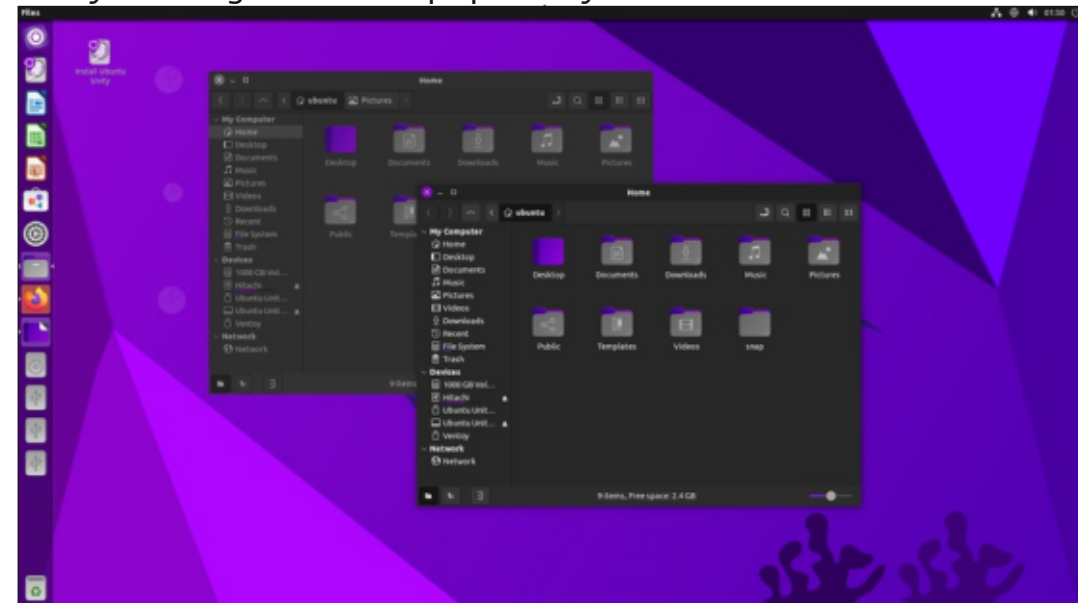 Files
01:50
Install Ubuntu
Unity
Home
ubuntu Pictures
My Computer
Home
Desktop
Documents
Music
Pictures
Videos
Downloads
Recent
File System
Trash
Devices
1000 GB Vol...
Hitachi
Ubuntu Unit...
Ubuntu Unit...
Ventoy
Network
Network
Desktop Documents Downloads Music Pictures
Public
9 items
Home
ubuntu
My Computer
Home
Desktop
Documents
Music
Pictures
Videos
Downloads
Recent
File System
Trash
Devices
1000 GB Vol...
Hitachi
Ubuntu Unit...
Ubuntu Unit...
Ventoy
Network
Network
Desktop Documents Downloads Music Pictures
Public Templates Videos snap
9 items, Free space: 2.4 GB